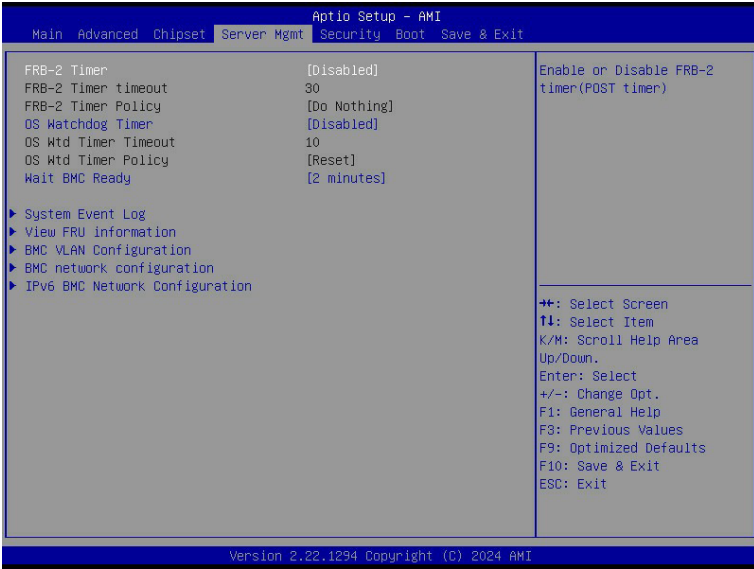 Aptio Setup - AMI
Main Advanced Chipset Server Mgmt Security Boot Save & Exit
FRB-2 Timer [Disabled]
FRB-2 Timer timeout 30
FRB-2 Timer Policy [Do Nothing]
OS Watchdog Timer [Disabled]
OS Wtd Timer Timeout 10
OS Wtd Timer Policy [Reset]
Wait BMC Ready [2 minutes]
▶ System Event Log
▶ View FRU information
▶ BMC VLAN Configuration
▶ BMC network configuration
▶ IPv6 BMC Network Configuration
Enable or Disable FRB-2
timer(POST timer)
→←: Select Screen
↑↓: Select Item
K/M: Scroll Help Area
Up/Down.
Enter: Select
+/-: Change Opt.
F1: General Help
F3: Previous Values
F9: Optimized Defaults
F10: Save & Exit
ESC: Exit
Version 2.22.1294 Copyright (C) 2024 AMI